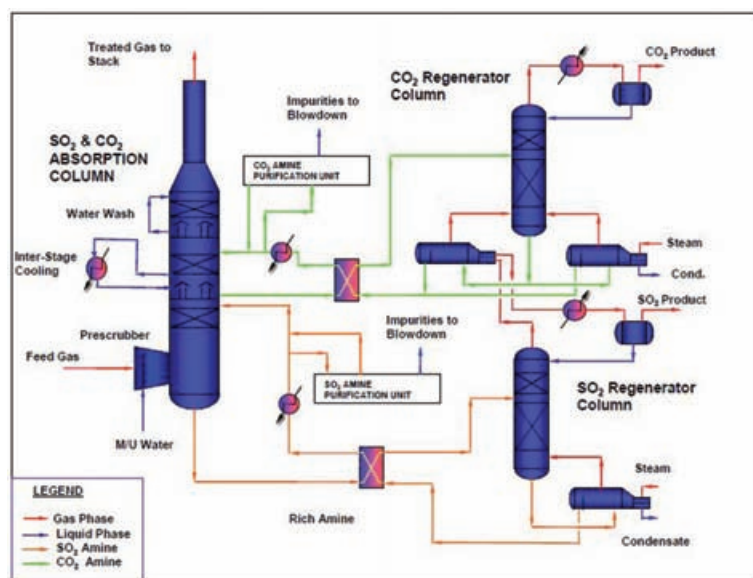 Treated Gas to
Stack
SO₂ & CO₂
ABSORPTION
COLUMN
Water Wash
Inter-Stage
Cooling
Prescrubber
Feed Gas
M/U Water
Impurities to
Blowdown
CO₂ AMINE
PURIFICATION UNIT
CO₂ Regenerator
Column
CO₂ Product
Steam
Cond.
SO₂ Product
Impurities to
Blowdown
SO₂ AMINE
PURIFICATION UNIT
SO₂ Regenerator
Column
Steam
Condensate
Rich Amine
LEGEND
Gas Phase
Liquid Phase
SO₂ Amine
CO₂ Amine